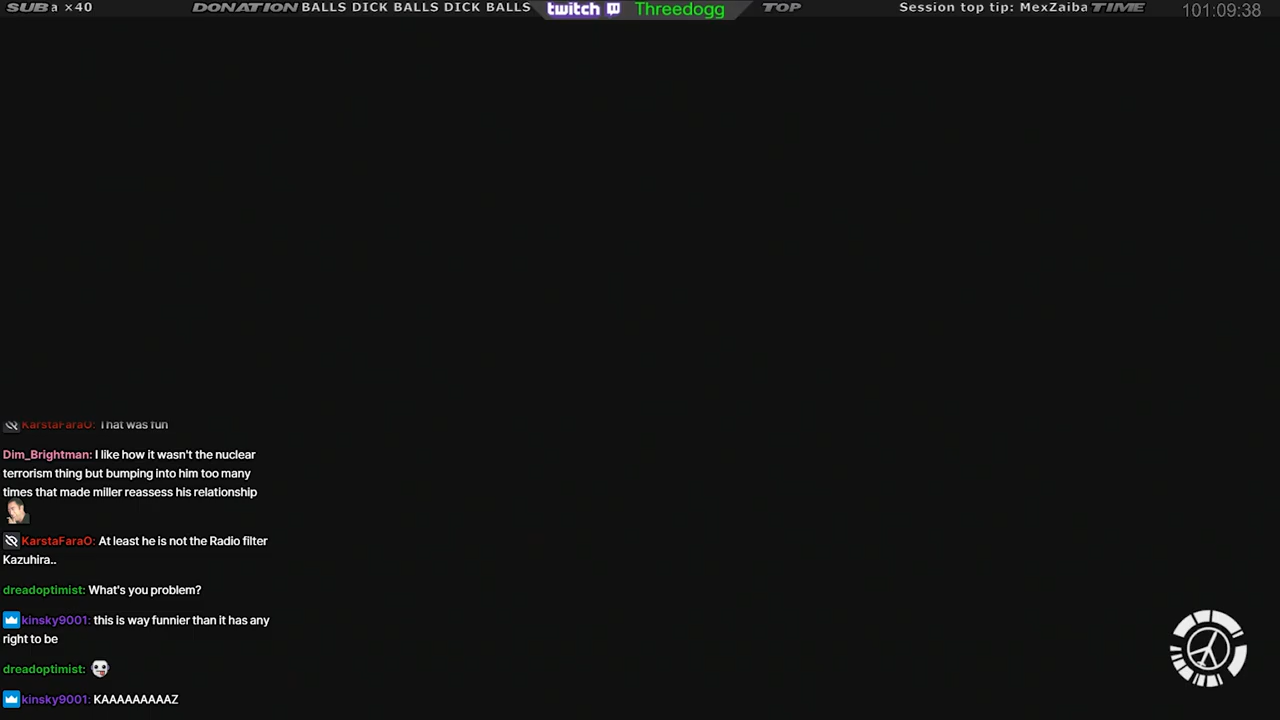 SUB a ×40 DONATION BALLS DICK BALLS DICK BALLS twitch Threedogg TOP Session top tip: MexZaiba TIME 101:09:38
KarstaFaraO: That was fun
Dim_Brightman: I like how it wasn't the nuclear
terrorism thing but bumping into him too many
times that made miller reassess his relationship
KarstaFaraO: At least he is not the Radio filter
Kazuhira..
dreadoptimist: What's you problem?
kinsky9001: this is way funnier than it has any
right to be
dreadoptimist:
kinsky9001: KAAAAAAAAAZ